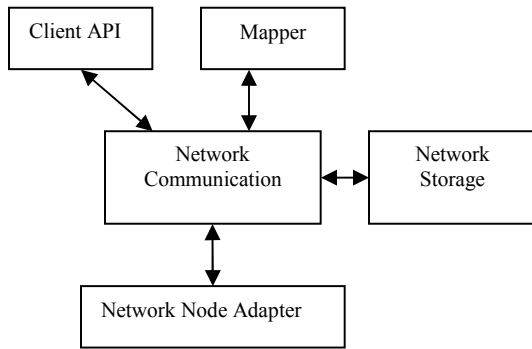 Client API
Mapper
Network
Communication
Network
Storage
Network Node Adapter